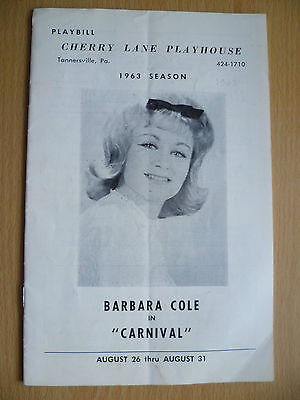 PLAYBILL
CHERRY LANE PLAYHOUSE
Tannersville, Pa.
424-1710
1963 SEASON
BARBARA COLE
IN
"CARNIVAL"
AUGUST 26 thru AUGUST 31